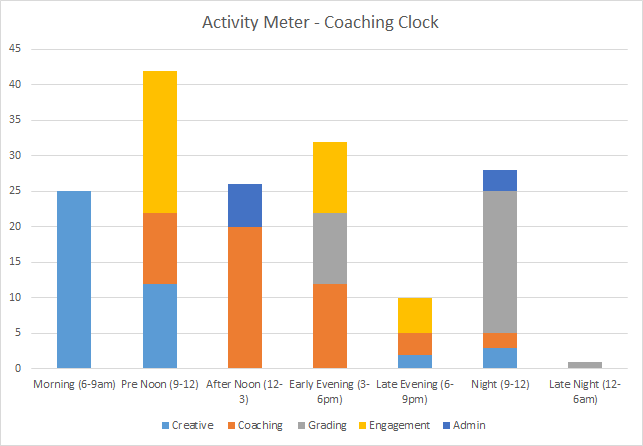 Activity Meter - Coaching Clock
45
40
35
30
25
20
15
10
5
0
Morning (6-9am) Pre Noon (9-12) After Noon (12- Early Evening (3- Late Evening (6- Night (9-12) Late Night (12-
3) 6pm) 9pm) 6am)
Creative Coaching Grading Engagement Admin